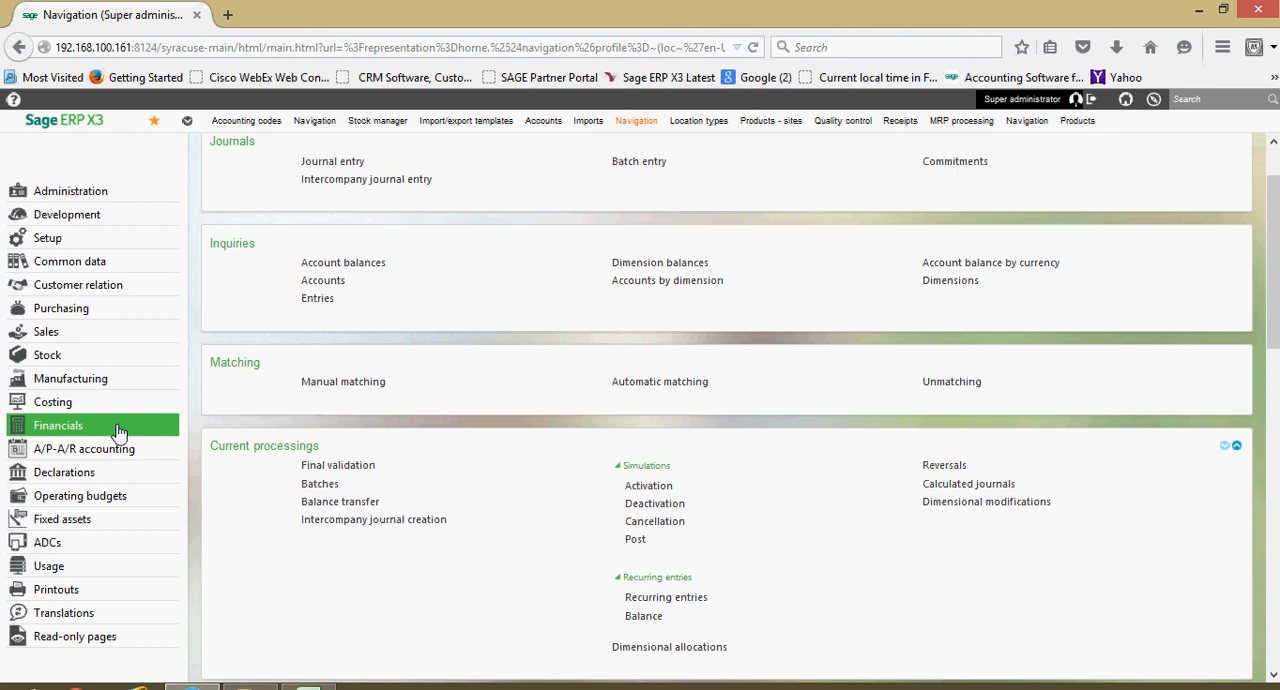 sage Navigation (Super adminis... × +
192.168.100.161:8124/syracuse-main/html/main.html?url=%3Frepresentation%3Dhome.%2524navigation%26profile%3D~(loc~%27en-U Search
Most Visited Getting Started Cisco WebEx Web Con... CRM Software, Custo... SAGE Partner Portal Sage ERP X3 Latest Google (2) Current local time in F... Accounting Software f... Yahoo »
? Super administrator Search
Sage ERP X3 Accounting codes Navigation Stock manager Import/export templates Accounts Imports Navigation Location types Products - sites Quality control Receipts MRP processing Navigation Products
Administration
Development
Setup
Common data
Customer relation
Purchasing
Sales
Stock
Manufacturing
Costing
Financials
A/P-A/R accounting
Declarations
Operating budgets
Fixed assets
ADCs
Usage
Printouts
Translations
Read-only pages
Journals
Journal entry Batch entry Commitments
Intercompany journal entry
Inquiries
Account balances Dimension balances Account balance by currency
Accounts Accounts by dimension Dimensions
Entries
Matching
Manual matching Automatic matching Unmatching
Current processings
Final validation Simulations Reversals
Batches Activation Calculated journals
Balance transfer Deactivation Dimensional modifications
Intercompany journal creation Cancellation
Post
Recurring entries
Recurring entries
Balance
Dimensional allocations